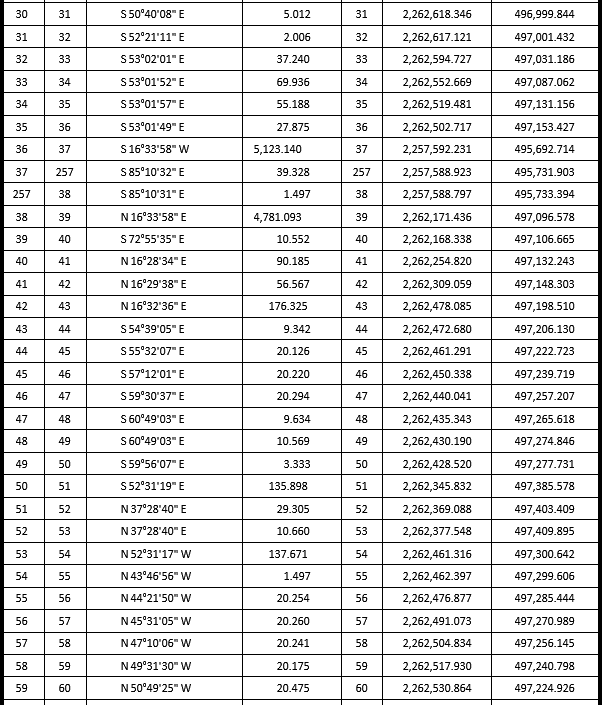 30 31 S 50°40'08" E 5.012 31 2,262,618.346 496,999.844
31 32 S 52°21'11" E 2.006 32 2,262,617.121 497,001.432
32 33 S 53°02'01" E 37.240 33 2,262,594.727 497,031.186
33 34 S 53°01'52" E 69.936 34 2,262,552.669 497,087.062
34 35 S 53°01'57" E 55.188 35 2,262,519.481 497,131.156
35 36 S 53°01'49" E 27.875 36 2,262,502.717 497,153.427
36 37 S 16°33'58" W 5,123.140 37 2,257,592.231 495,692.714
37 257 S 85°10'32" E 39.328 257 2,257,588.923 495,731.903
257 38 S 85°10'31" E 1.497 38 2,257,588.797 495,733.394
38 39 N 16°33'58" E 4,781.093 39 2,262,171.436 497,096.578
39 40 S 72°55'35" E 10.552 40 2,262,168.338 497,106.665
40 41 N 16°28'34" E 90.185 41 2,262,254.820 497,132.243
41 42 N 16°29'38" E 56.567 42 2,262,309.059 497,148.303
42 43 N 16°32'36" E 176.325 43 2,262,478.085 497,198.510
43 44 S 54°39'05" E 9.342 44 2,262,472.680 497,206.130
44 45 S 55°32'07" E 20.126 45 2,262,461.291 497,222.723
45 46 S 57°12'01" E 20.220 46 2,262,450.338 497,239.719
46 47 S 59°30'37" E 20.294 47 2,262,440.041 497,257.207
47 48 S 60°49'03" E 9.634 48 2,262,435.343 497,265.618
48 49 S 60°49'03" E 10.569 49 2,262,430.190 497,274.846
49 50 S 59°56'07" E 3.333 50 2,262,428.520 497,277.731
50 51 S 52°31'19" E 135.898 51 2,262,345.832 497,385.578
51 52 N 37°28'40" E 29.305 52 2,262,369.088 497,403.409
52 53 N 37°28'40" E 10.660 53 2,262,377.548 497,409.895
53 54 N 52°31'17" W 137.671 54 2,262,461.316 497,300.642
54 55 N 43°46'56" W 1.497 55 2,262,462.397 497,299.606
55 56 N 44°21'50" W 20.254 56 2,262,476.877 497,285.444
56 57 N 45°31'05" W 20.260 57 2,262,491.073 497,270.989
57 58 N 47°10'06" W 20.241 58 2,262,504.834 497,256.145
58 59 N 49°31'30" W 20.175 59 2,262,517.930 497,240.798
59 60 N 50°49'25" W 20.475 60 2,262,530.864 497,224.926